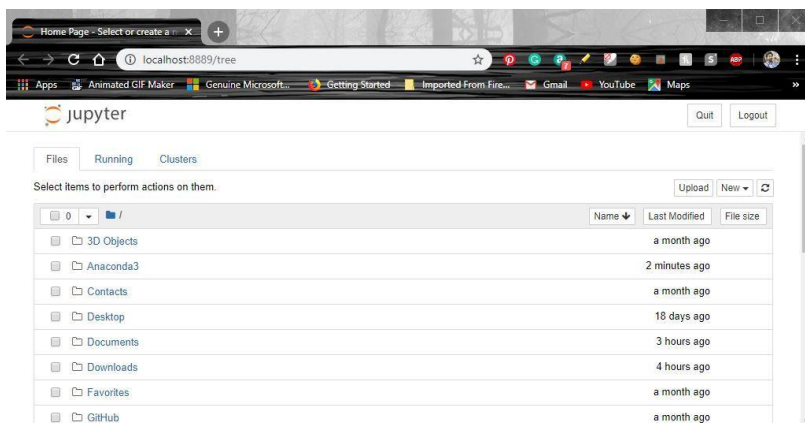 Home Page - Select or create a n
localhost:8889/tree
Apps Animated GIF Maker Genuine Microsoft... Getting Started Imported From Fire... Gmail YouTube Maps »
jupyter Quit Logout
Files Running Clusters
Select items to perform actions on them. Upload New
0 / Name Last Modified File size
3D Objects a month ago
Anaconda3 2 minutes ago
Contacts a month ago
Desktop 18 days ago
Documents 3 hours ago
Downloads 4 hours ago
Favorites a month ago
GitHub a month ago